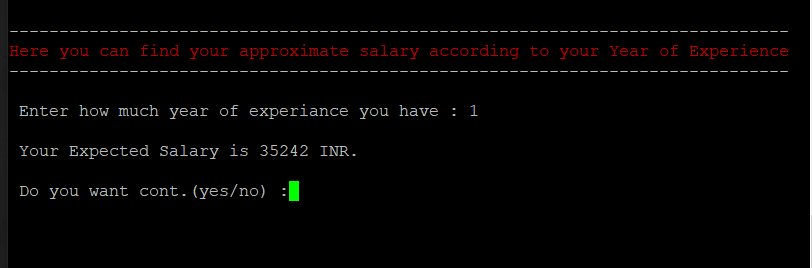 ------------------------------------------------------------------------------
Here you can find your approximate salary according to your Year of Experience
------------------------------------------------------------------------------
Enter how much year of experiance you have : 1
Your Expected Salary is 35242 INR.
Do you want cont.(yes/no) :